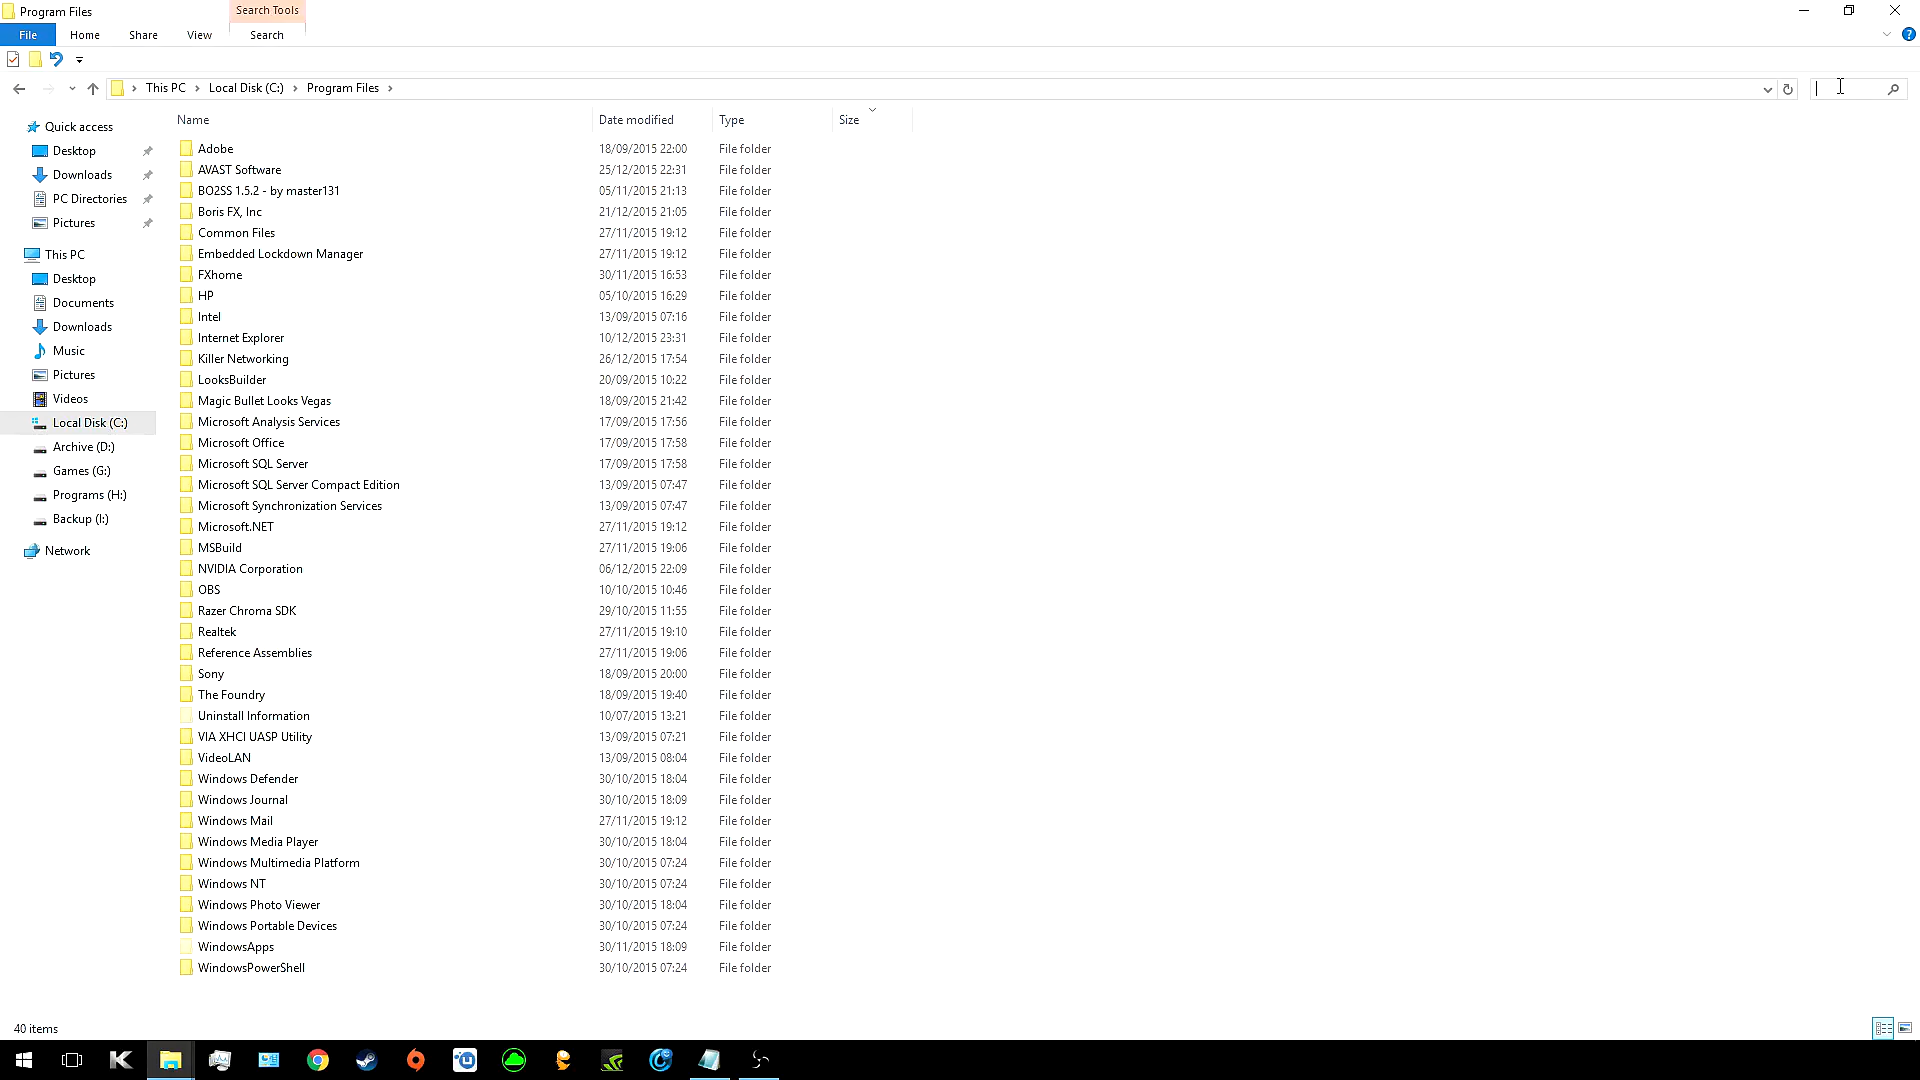 Program Files
Search Tools
File
Home
Share
View
Search
This PC
Local Disk (C:)
Program Files
Quick access
Desktop
Downloads
PC Directories
Pictures
This PC
Desktop
Documents
Downloads
Music
Pictures
Videos
Local Disk (C:)
Archive (D:)
Games (G:)
Programs (H:)
Backup (I:)
Network
Name Date modified Type Size
Adobe 18/09/2015 22:00 File folder
AVAST Software 25/12/2015 22:31 File folder
BO2SS 1.5.2 - by master131 05/11/2015 21:13 File folder
Boris FX, Inc 21/12/2015 21:05 File folder
Common Files 27/11/2015 19:12 File folder
Embedded Lockdown Manager 27/11/2015 19:12 File folder
FXhome 30/11/2015 16:53 File folder
HP 05/10/2015 16:29 File folder
Intel 13/09/2015 07:16 File folder
Internet Explorer 10/12/2015 23:31 File folder
Killer Networking 26/12/2015 17:54 File folder
LooksBuilder 20/09/2015 10:22 File folder
Magic Bullet Looks Vegas 18/09/2015 21:42 File folder
Microsoft Analysis Services 17/09/2015 17:56 File folder
Microsoft Office 17/09/2015 17:58 File folder
Microsoft SQL Server 17/09/2015 17:58 File folder
Microsoft SQL Server Compact Edition 13/09/2015 07:47 File folder
Microsoft Synchronization Services 13/09/2015 07:47 File folder
Microsoft.NET 27/11/2015 19:12 File folder
MSBuild 27/11/2015 19:06 File folder
NVIDIA Corporation 06/12/2015 22:09 File folder
OBS 10/10/2015 10:46 File folder
Razer Chroma SDK 29/10/2015 11:55 File folder
Realtek 27/11/2015 19:10 File folder
Reference Assemblies 27/11/2015 19:06 File folder
Sony 18/09/2015 20:00 File folder
The Foundry 18/09/2015 19:40 File folder
Uninstall Information 10/07/2015 13:21 File folder
VIA XHCI UASP Utility 13/09/2015 07:21 File folder
VideoLAN 13/09/2015 08:04 File folder
Windows Defender 30/10/2015 18:04 File folder
Windows Journal 30/10/2015 18:09 File folder
Windows Mail 27/11/2015 19:12 File folder
Windows Media Player 30/10/2015 18:04 File folder
Windows Multimedia Platform 30/10/2015 07:24 File folder
Windows NT 30/10/2015 07:24 File folder
Windows Photo Viewer 30/10/2015 18:04 File folder
Windows Portable Devices 30/10/2015 07:24 File folder
WindowsApps 30/11/2015 18:09 File folder
WindowsPowerShell 30/10/2015 07:24 File folder
40 items